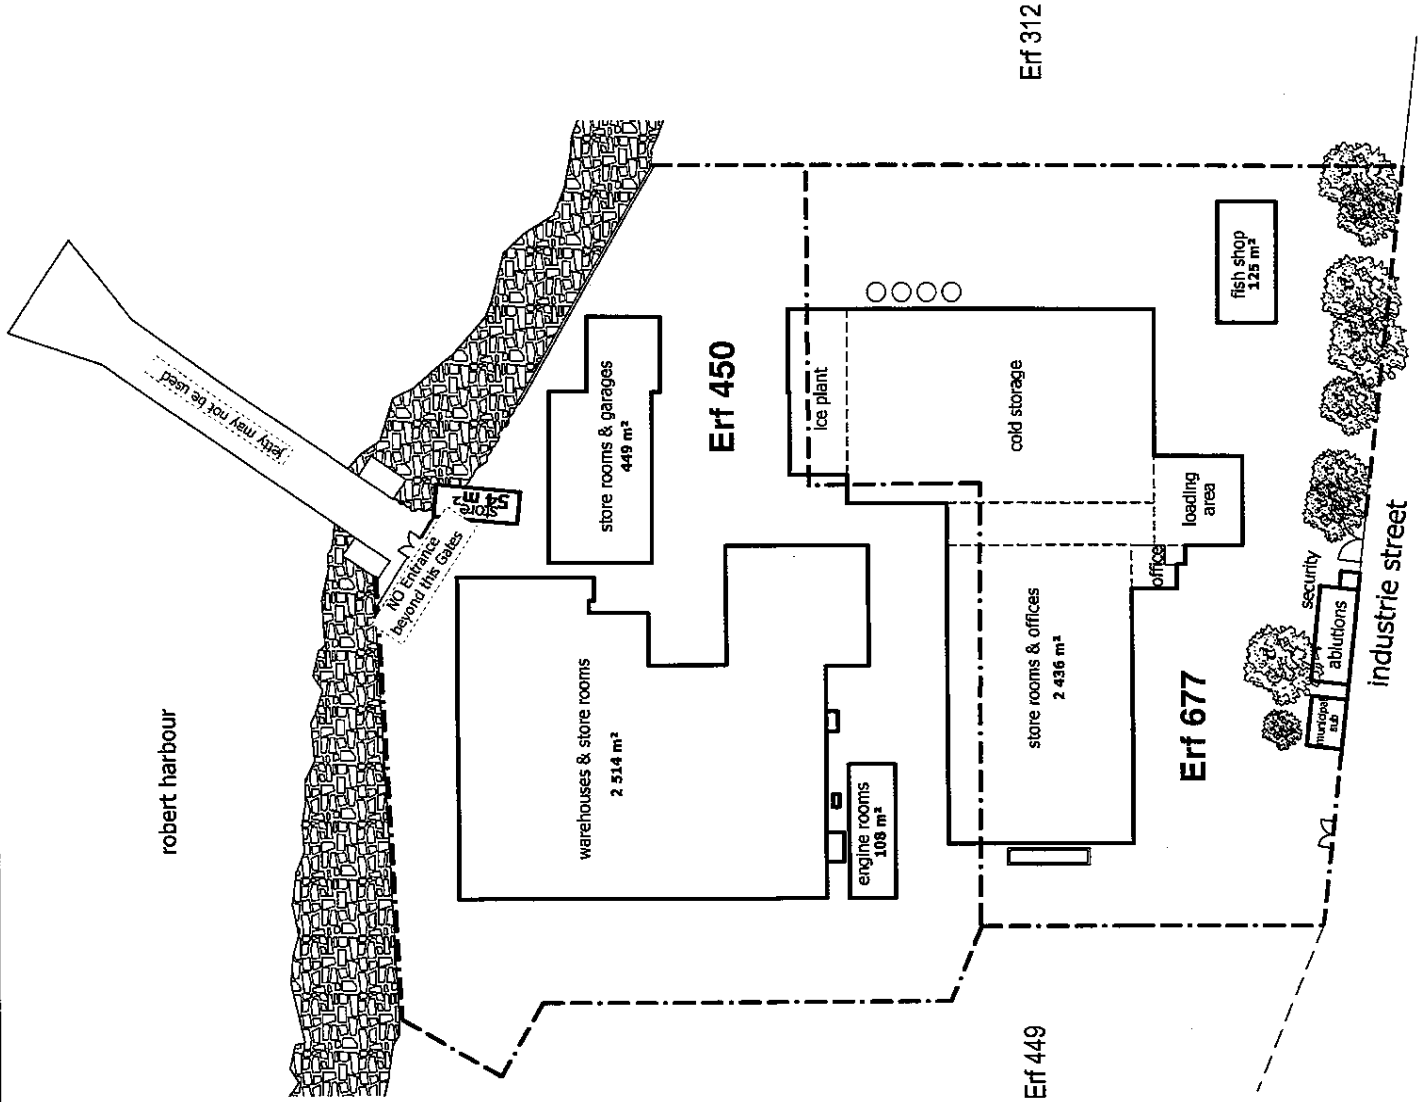 Erf 312
robert harbour
jetty may not be used
store
54 m²
NO Entrance
beyond this Gates
store rooms & garages
449 m²
Erf 450
warehouses & store rooms
2 514 m²
engine rooms
108 m²
ice plant
cold storage
loading
area
office
store rooms & offices
2 436 m²
fish shop
125 m²
Erf 677
security
ablutions
municipal
sub
industrie street
Erf 449